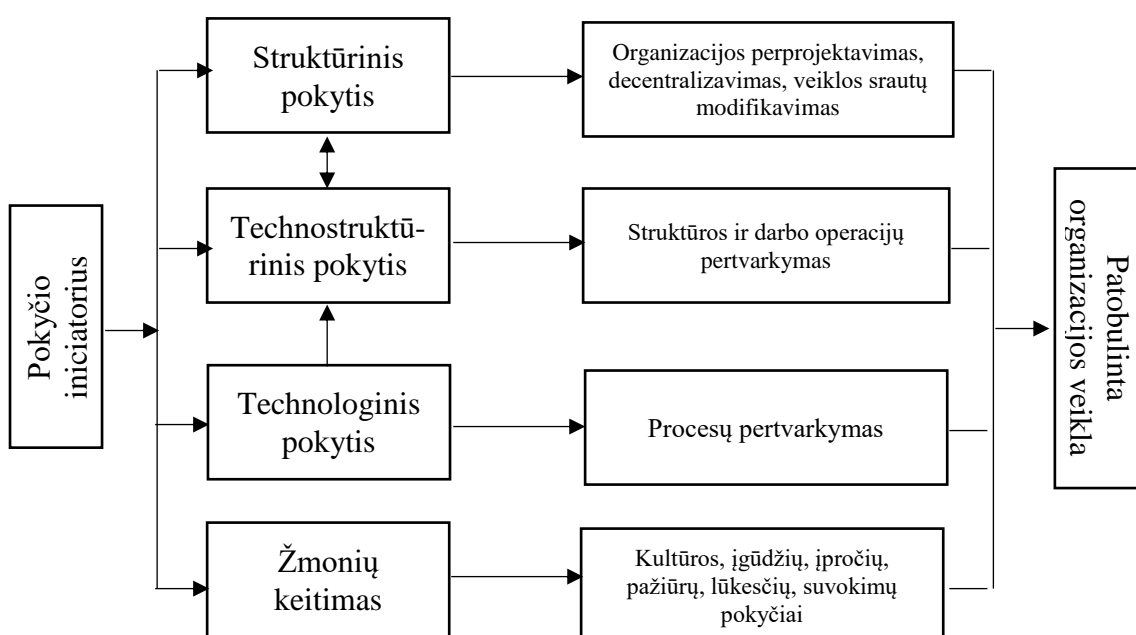 Pokyčio
iniciatorius
Struktūrinis
pokytis
Organizacijos perprojektavimas,
decentralizavimas, veiklos srautų
modifikavimas
Technostruktū-
rinis pokytis
Struktūros ir darbo operacijų
pertvarkymas
Technologinis
pokytis
Procesų pertvarkymas
Žmonių
keitimas
Kultūros, įgūdžių, įpročių,
pažiūrų, lūkesčių, suvokimų
pokyčiai
Patobulinta
organizacijos veikla